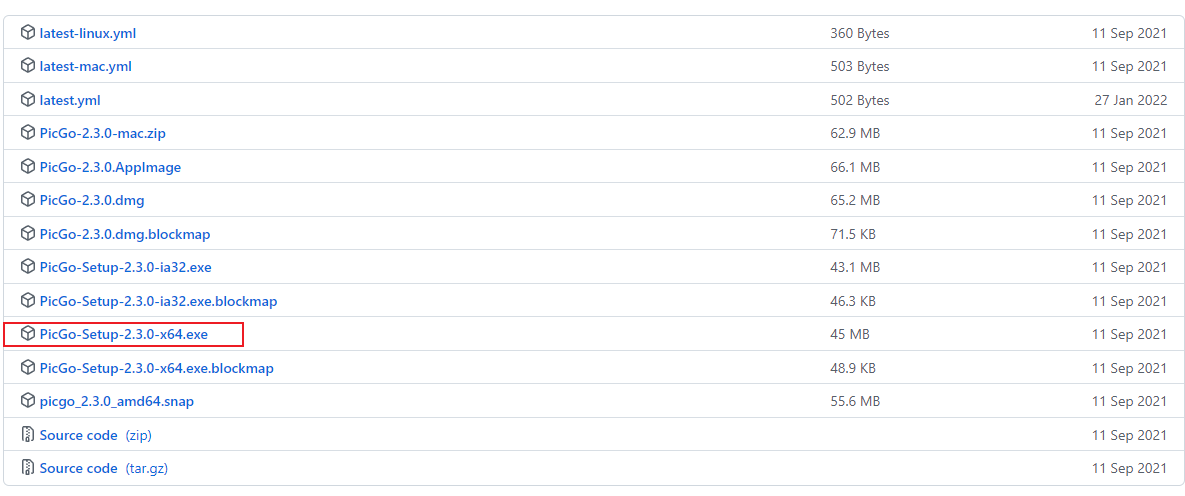 latest-linux.yml 360 Bytes 11 Sep 2021
latest-mac.yml 503 Bytes 11 Sep 2021
latest.yml 502 Bytes 27 Jan 2022
PicGo-2.3.0-mac.zip 62.9 MB 11 Sep 2021
PicGo-2.3.0.AppImage 66.1 MB 11 Sep 2021
PicGo-2.3.0.dmg 65.2 MB 11 Sep 2021
PicGo-2.3.0.dmg.blockmap 71.5 KB 11 Sep 2021
PicGo-Setup-2.3.0-ia32.exe 43.1 MB 11 Sep 2021
PicGo-Setup-2.3.0-ia32.exe.blockmap 46.3 KB 11 Sep 2021
PicGo-Setup-2.3.0-x64.exe 45 MB 11 Sep 2021
PicGo-Setup-2.3.0-x64.exe.blockmap 48.9 KB 11 Sep 2021
picgo_2.3.0_amd64.snap 55.6 MB 11 Sep 2021
Source code (zip) 11 Sep 2021
Source code (tar.gz) 11 Sep 2021